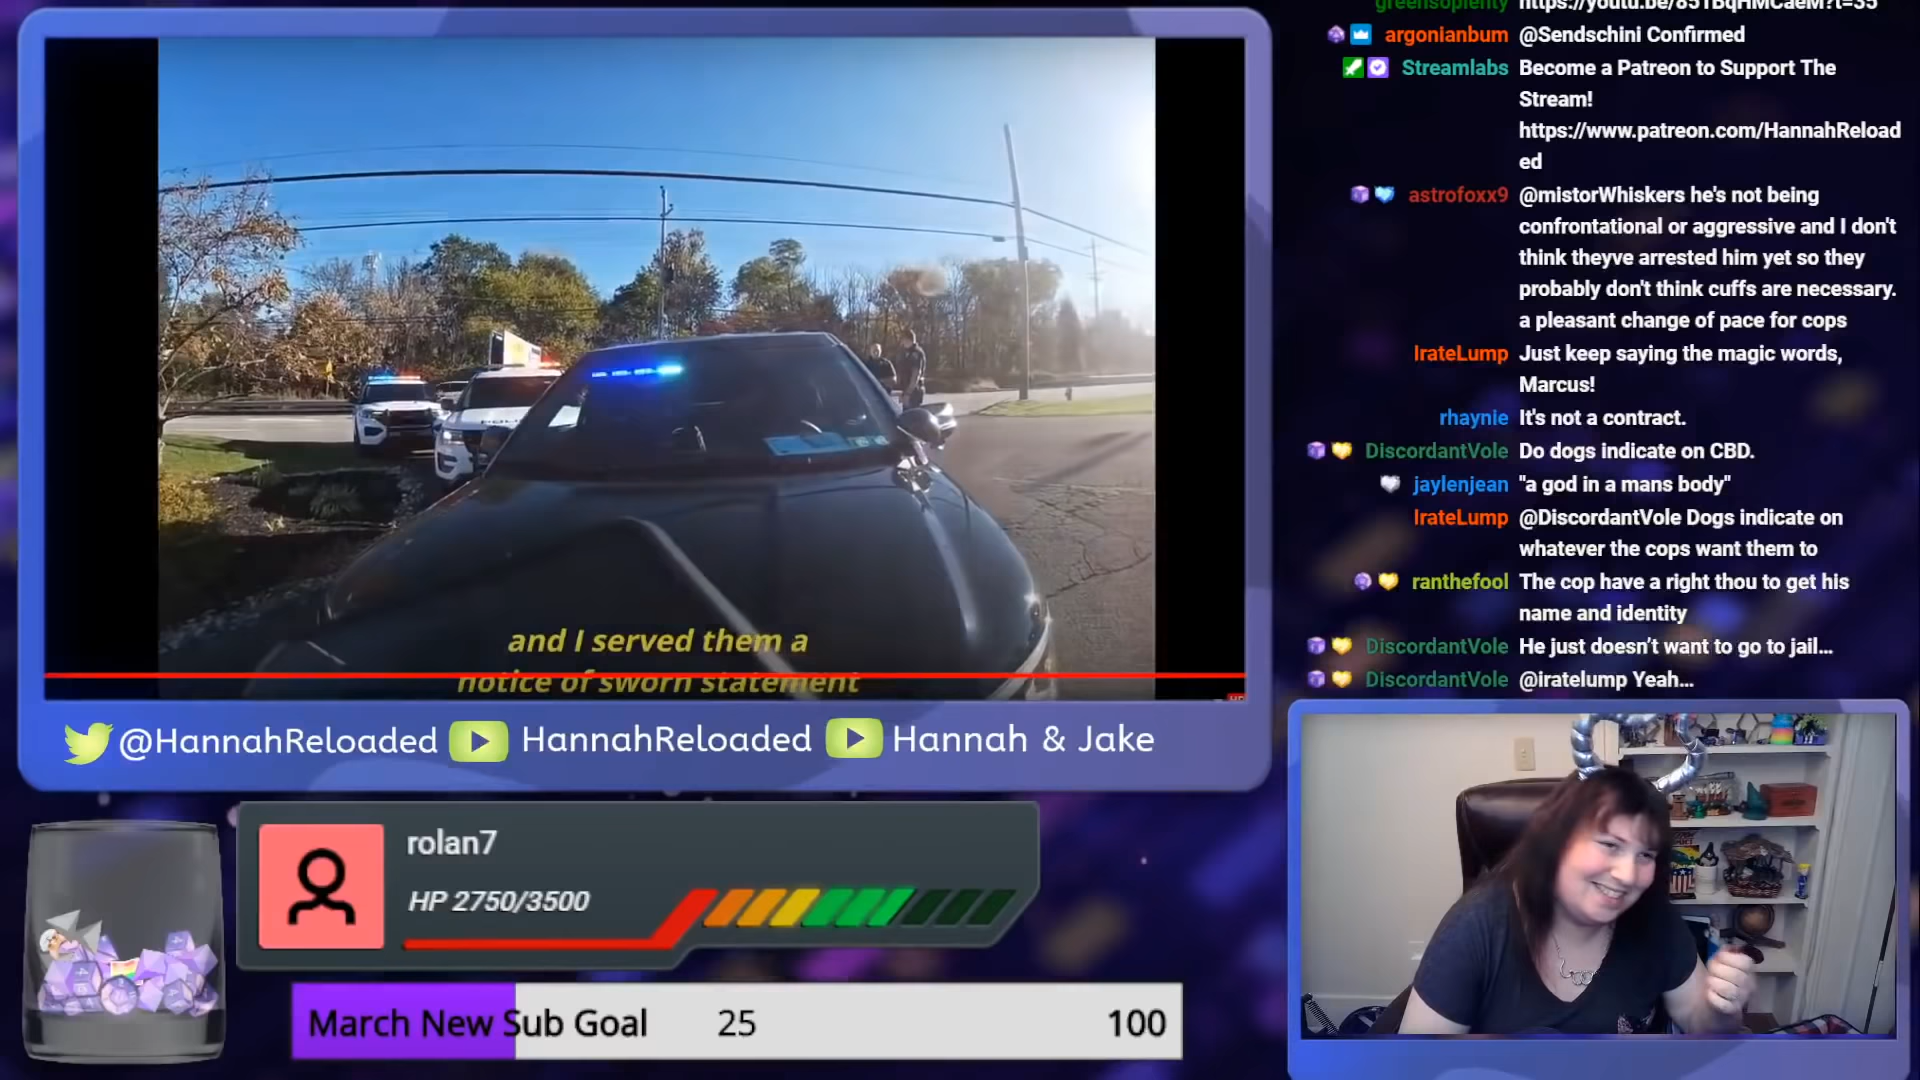 and I served them a
notice of sworn statement
@HannahReloaded HannahReloaded Hannah & Jake
rolan7
HP 2750/3500
March New Sub Goal 25 100
greensoplenty
argonianbum @Sendschini Confirmed
Streamlabs Become a Patreon to Support The
Stream!
https://www.patreon.com/HannahReload
ed
astrofoxx9 @mistorWhiskers he's not being
confrontational or aggressive and I don't
think theyve arrested him yet so they
probably don't think cuffs are necessary.
a pleasant change of pace for cops
IrateLump Just keep saying the magic words,
Marcus!
rhaynie It's not a contract.
DiscordantVole Do dogs indicate on CBD.
jaylenjean "a god in a mans body"
IrateLump @DiscordantVole Dogs indicate on
whatever the cops want them to
ranthefool The cop have a right thou to get his
name and identity
DiscordantVole He just doesn't want to go to jail...
DiscordantVole @iratelump Yeah...